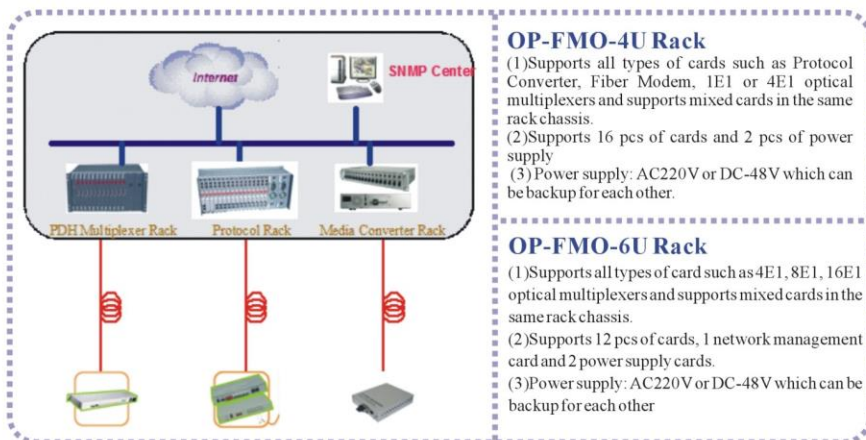 Internet
SNMP Center
PDH Multiplexer Rack
Protocol Rack
Media Converter Rack
OP-FMO-4U Rack
(1)Supports all types of cards such as Protocol
Converter, Fiber Modem, 1E1 or 4E1 optical
multiplexers and supports mixed cards in the same
rack chassis.
(2)Supports 16 pcs of cards and 2 pcs of power
supply
(3) Power supply: AC220V or DC-48V which can
be backup for each other.
OP-FMO-6U Rack
(1)Supports all types of card such as 4E1, 8E1, 16E1
optical multiplexers and supports mixed cards in the
same rack chassis.
(2)Supports 12 pcs of cards, 1 network management
card and 2 power supply cards.
(3)Power supply: AC220V or DC-48V which can be
backup for each other